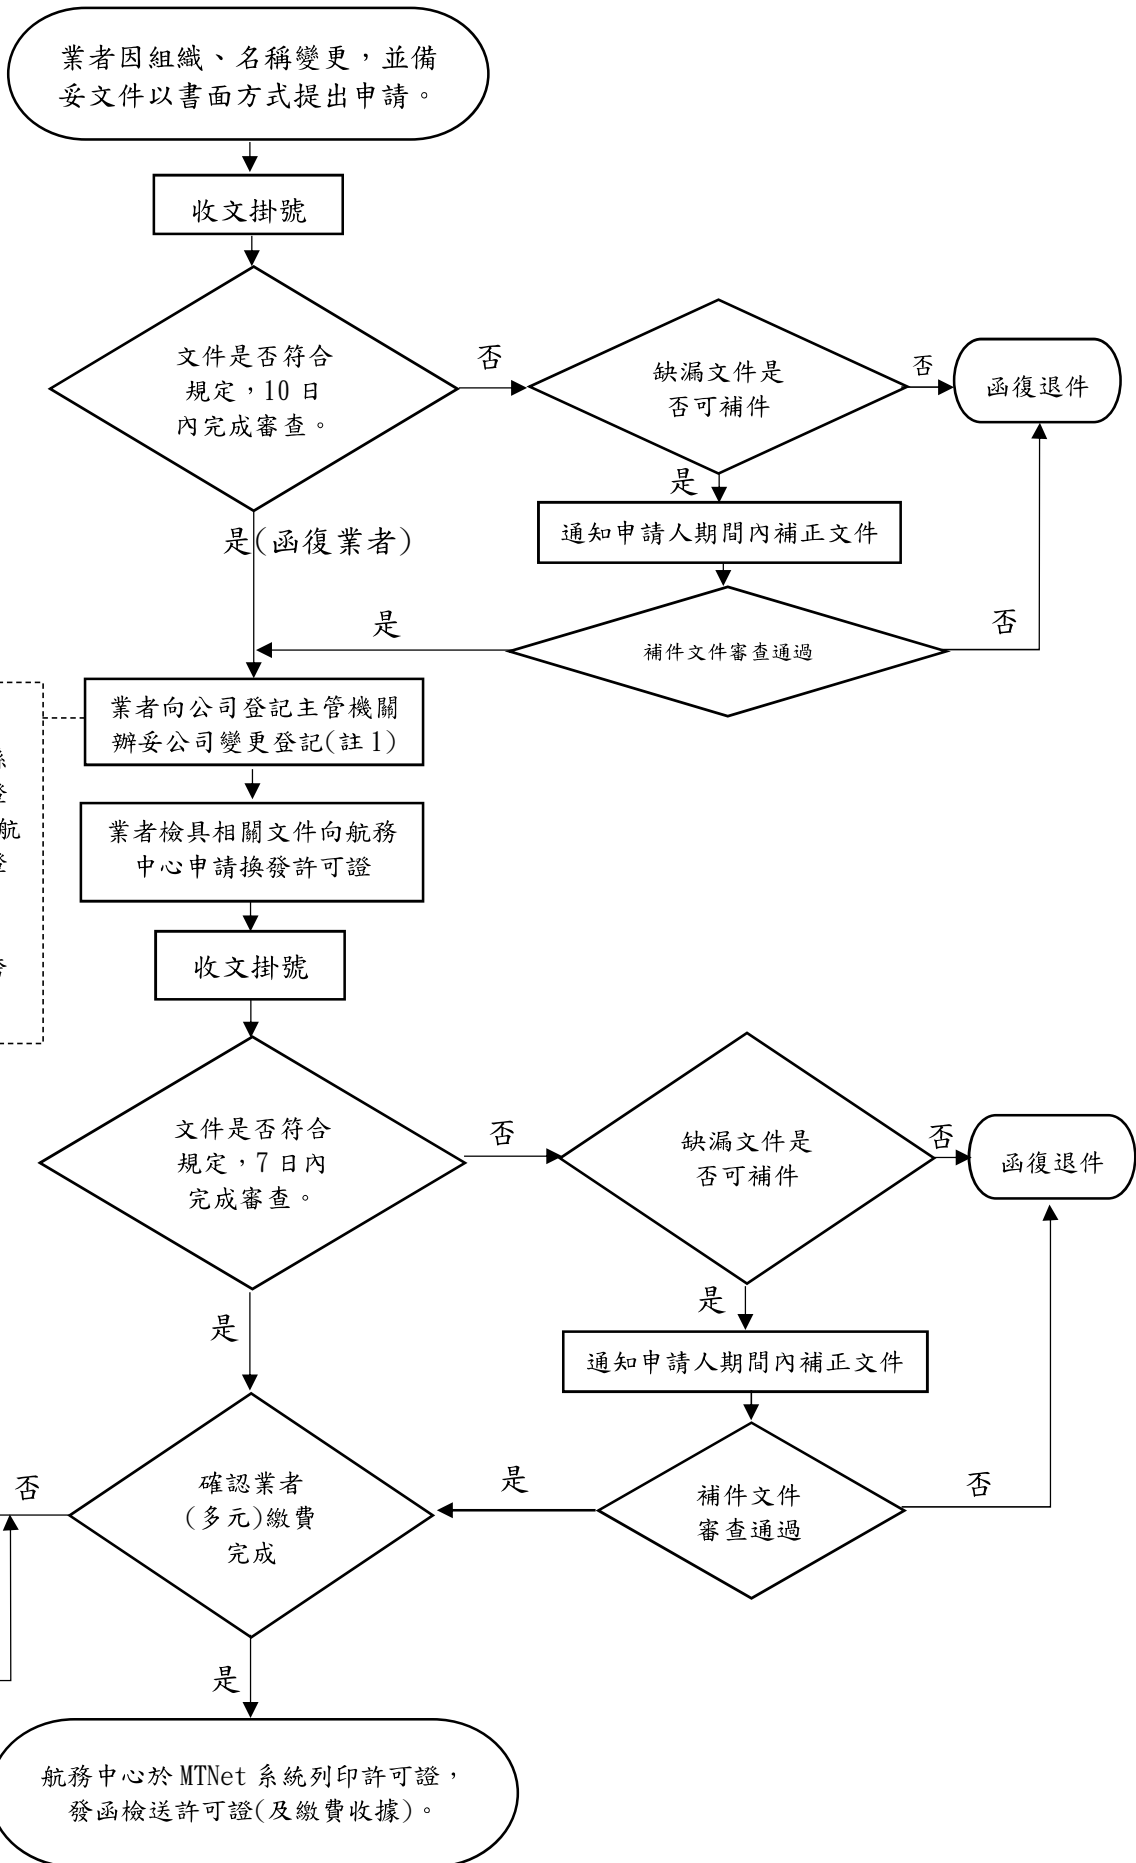 業者因組織、名稱變更，並備
妥文件以書面方式提出申請。
收文掛號
文件是否符合
規定，10 日
內完成審查。
否
缺漏文件是
否可補件
否
函復退件
是
通知申請人期間內補正文件
是(函復業者)
是
補件文件審查通過
否
業者向公司登記主管機關
辦妥公司變更登記(註1)
航
業者檢具相關文件向航務
中心申請換發許可證
收文掛號
文件是否符合
規定，7 日內
完成審查。
否
缺漏文件是
否可補件
否
函復退件
是
是
通知申請人期間內補正文件
否
確認業者
(多元)繳費
完成
是
補件文件
審查通過
否
是
航務中心於 MTNet 系統列印許可證，
發函檢送許可證(及繳費收據)。